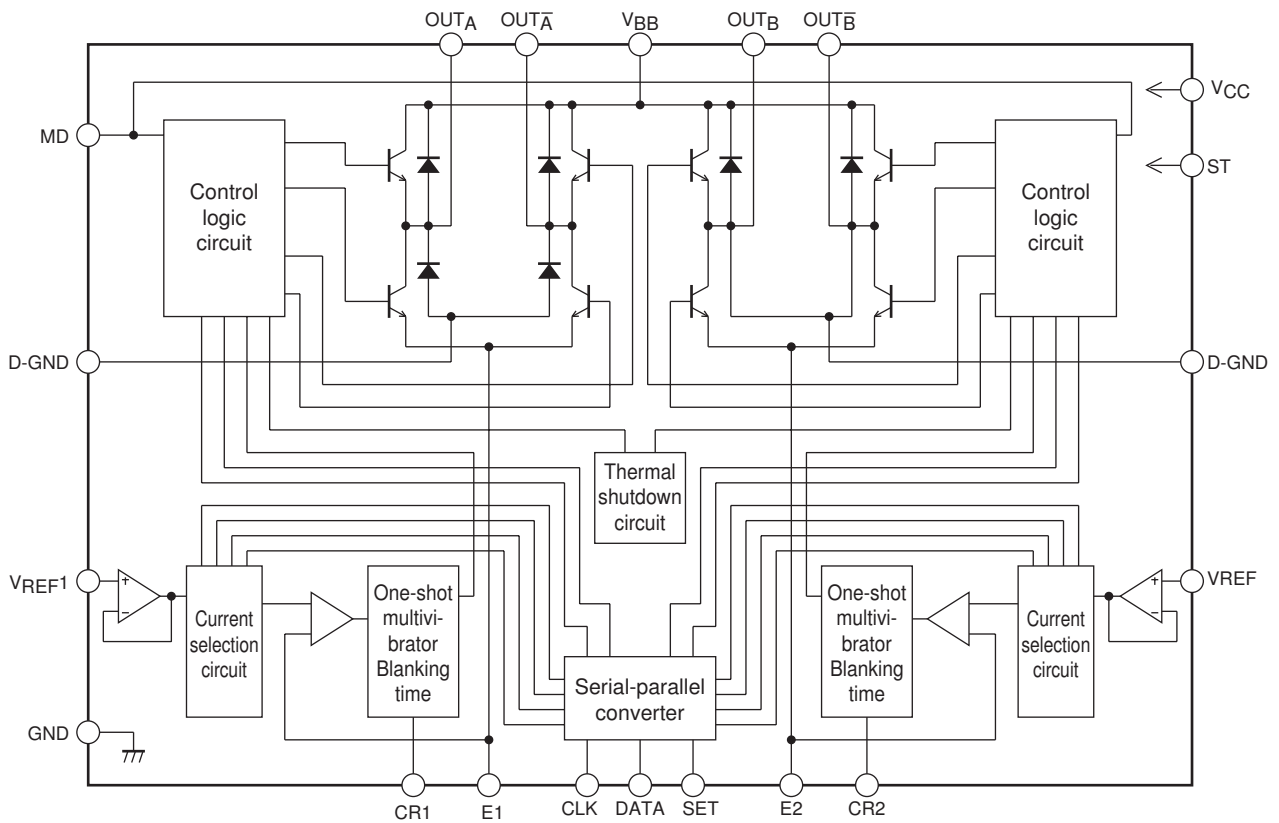 OUTA OUTA̅ VBB OUTB OUTB̅
VCC
MD
ST
Control
logic
circuit
Control
logic
circuit
D-GND
D-GND
Thermal
shutdown
circuit
VREF1
+
−
Current
selection
circuit
One-shot
multivi-
brator
Blanking
time
Serial-parallel
converter
One-shot
multivi-
brator
Blanking
time
Current
selection
circuit
+
−
VREF
GND
CR1 E1 CLK DATA SET E2 CR2